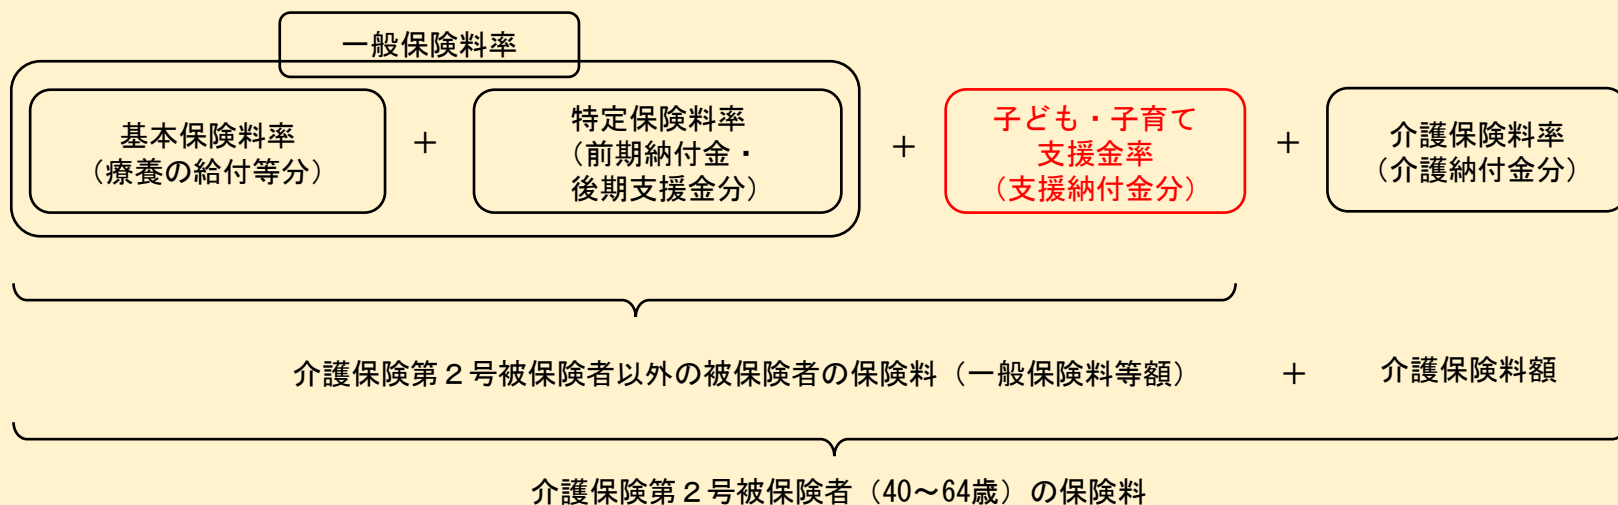 一般保険料率
基本保険料率
（療養の給付等分）
＋
特定保険料率
（前期納付金・
後期支援金分）
＋
子ども・子育て
支援金率
（支援納付金分）
＋
介護保険料率
（介護納付金分）
介護保険第２号被保険者以外の被保険者の保険料（一般保険料等額）
＋
介護保険料額
介護保険第２号被保険者（40～64歳）の保険料